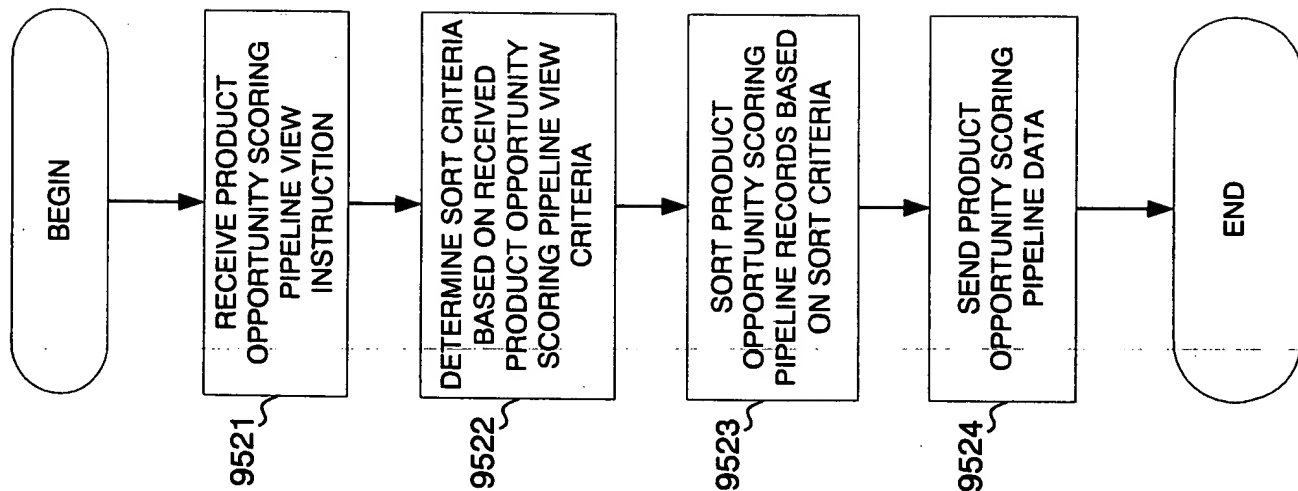 BEGIN
RECEIVE PRODUCT
OPPORTUNITY SCORING
PIPELINE VIEW
INSTRUCTION
9521
DETERMINE SORT CRITERIA
BASED ON RECEIVED
PRODUCT OPPORTUNITY
SCORING PIPELINE VIEW
CRITERIA
9522
SORT PRODUCT
OPPORTUNITY SCORING
PIPELINE RECORDS BASED
ON SORT CRITERIA
9523
SEND PRODUCT
OPPORTUNITY SCORING
PIPELINE DATA
9524
END